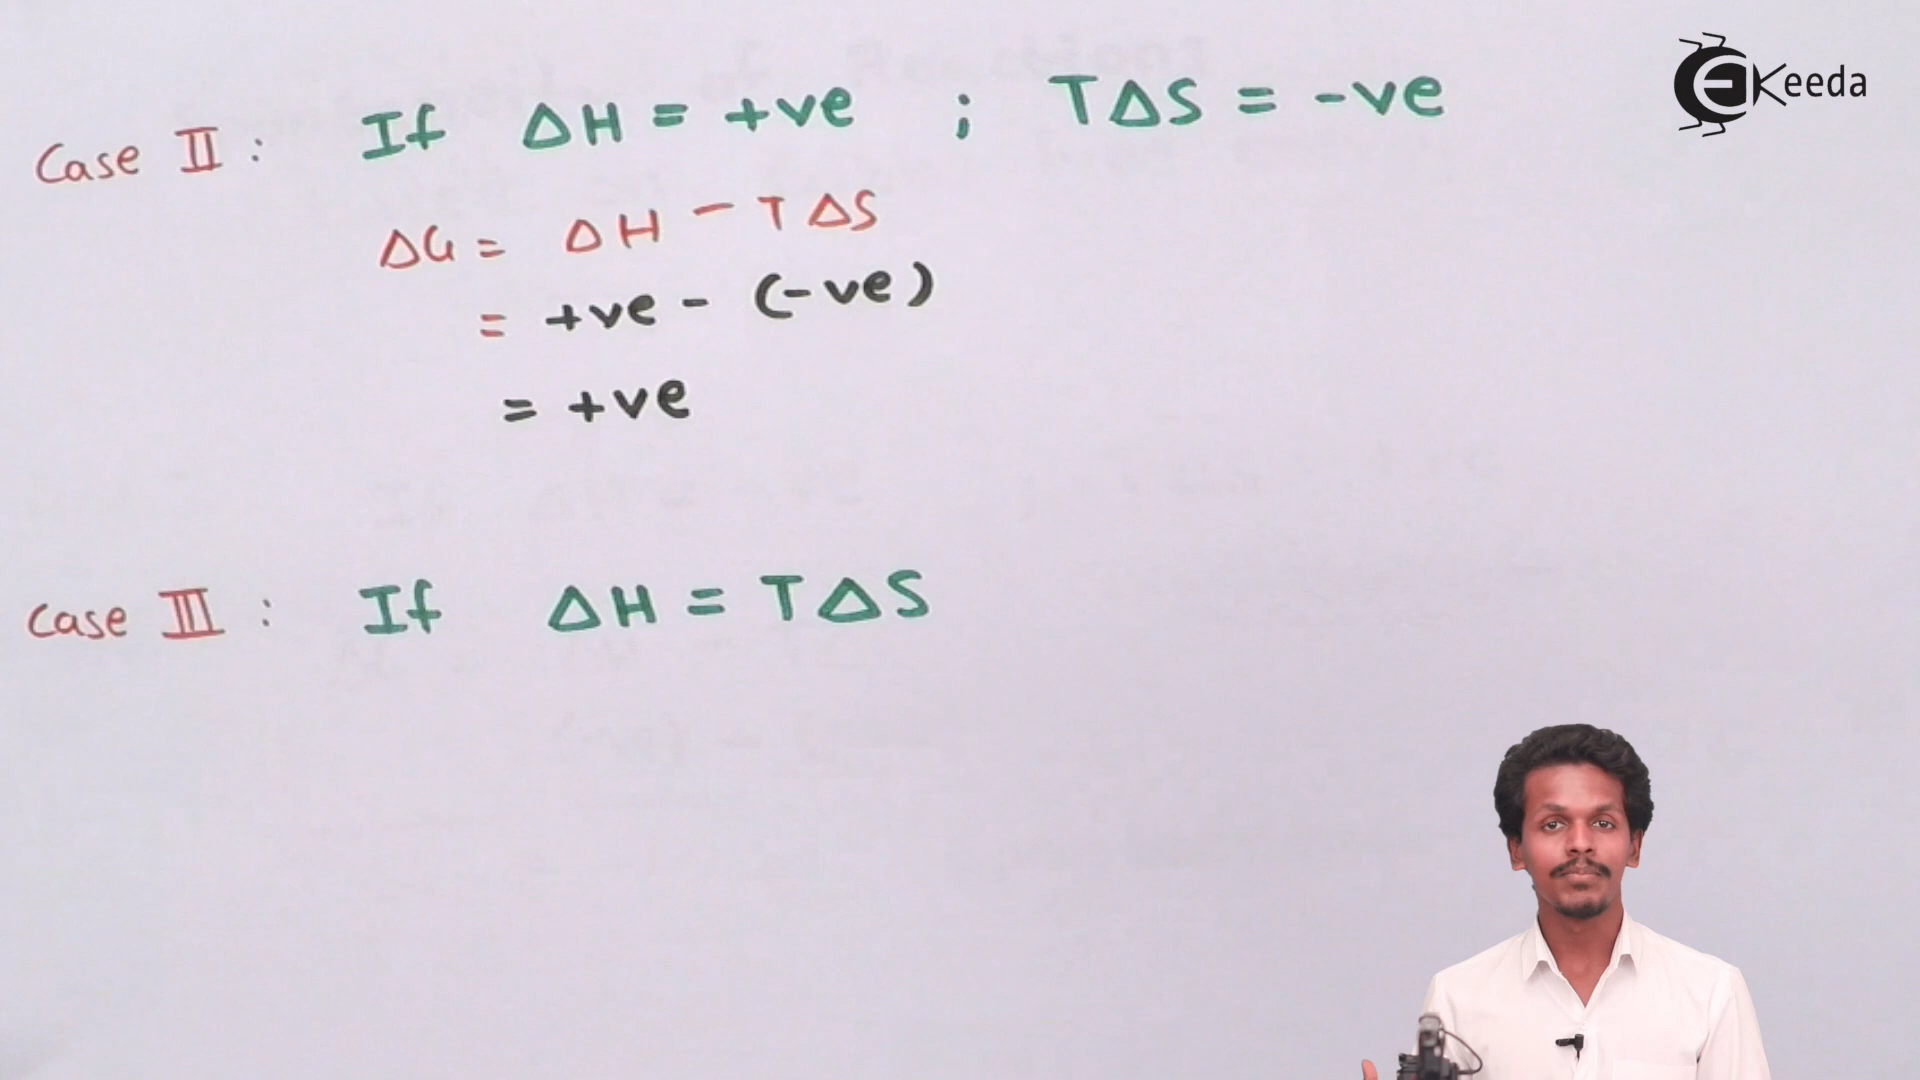 Case II : If ΔH = +ve ; TΔS = -ve
ΔG = ΔH - TΔS
= +ve - (-ve)
= +ve
Case III : If ΔH = TΔS
EKeeda